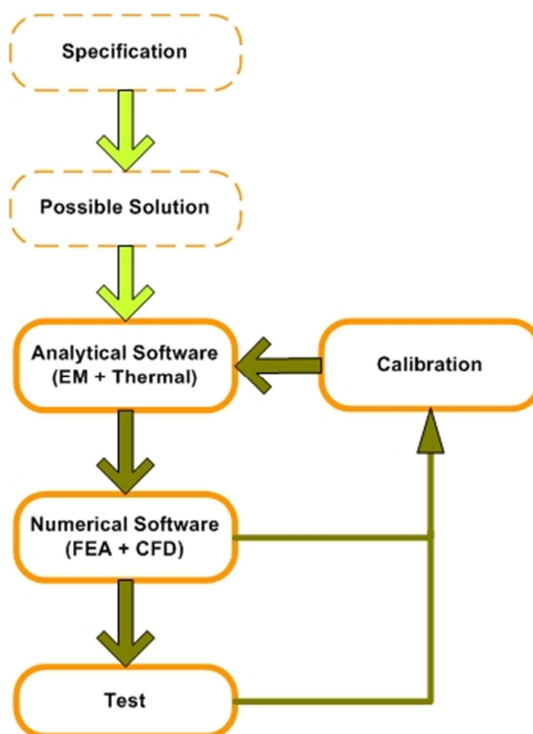 Specification
Possible Solution
Analytical Software
(EM + Thermal)
Calibration
Numerical Software
(FEA + CFD)
Test